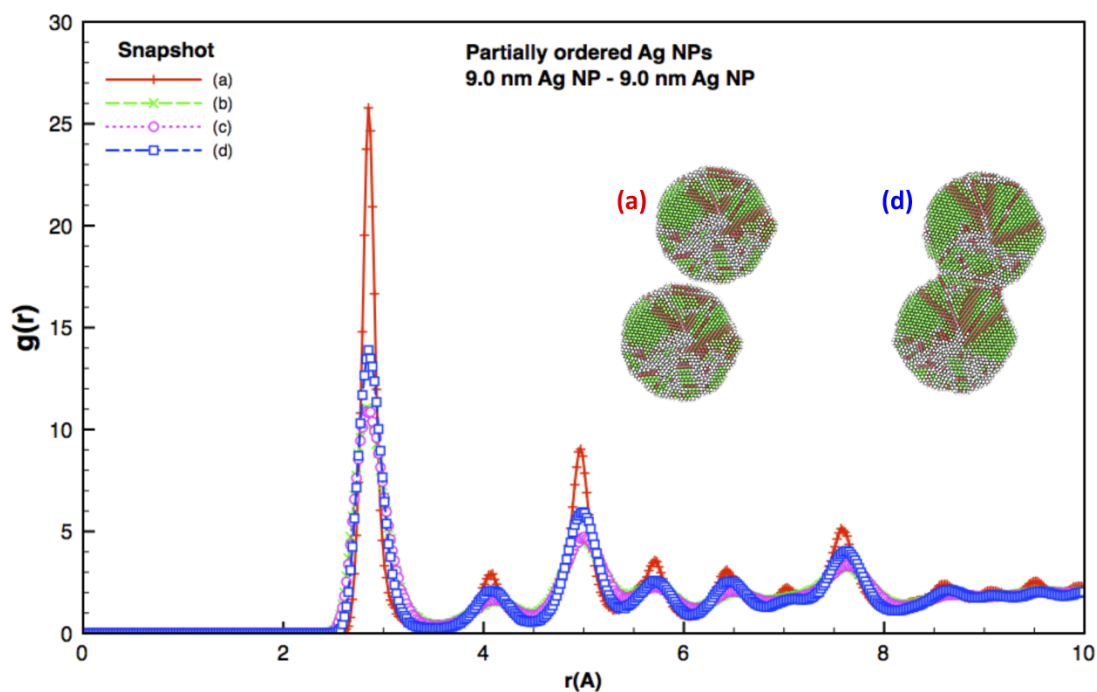 30
25
20
15
10
5
0
g(r)
Snapshot
(a)
(b)
(c)
(d)
Partially ordered Ag NPs
9.0 nm Ag NP - 9.0 nm Ag NP
(a)
(d)
0 2 4 6 8 10
r(A)